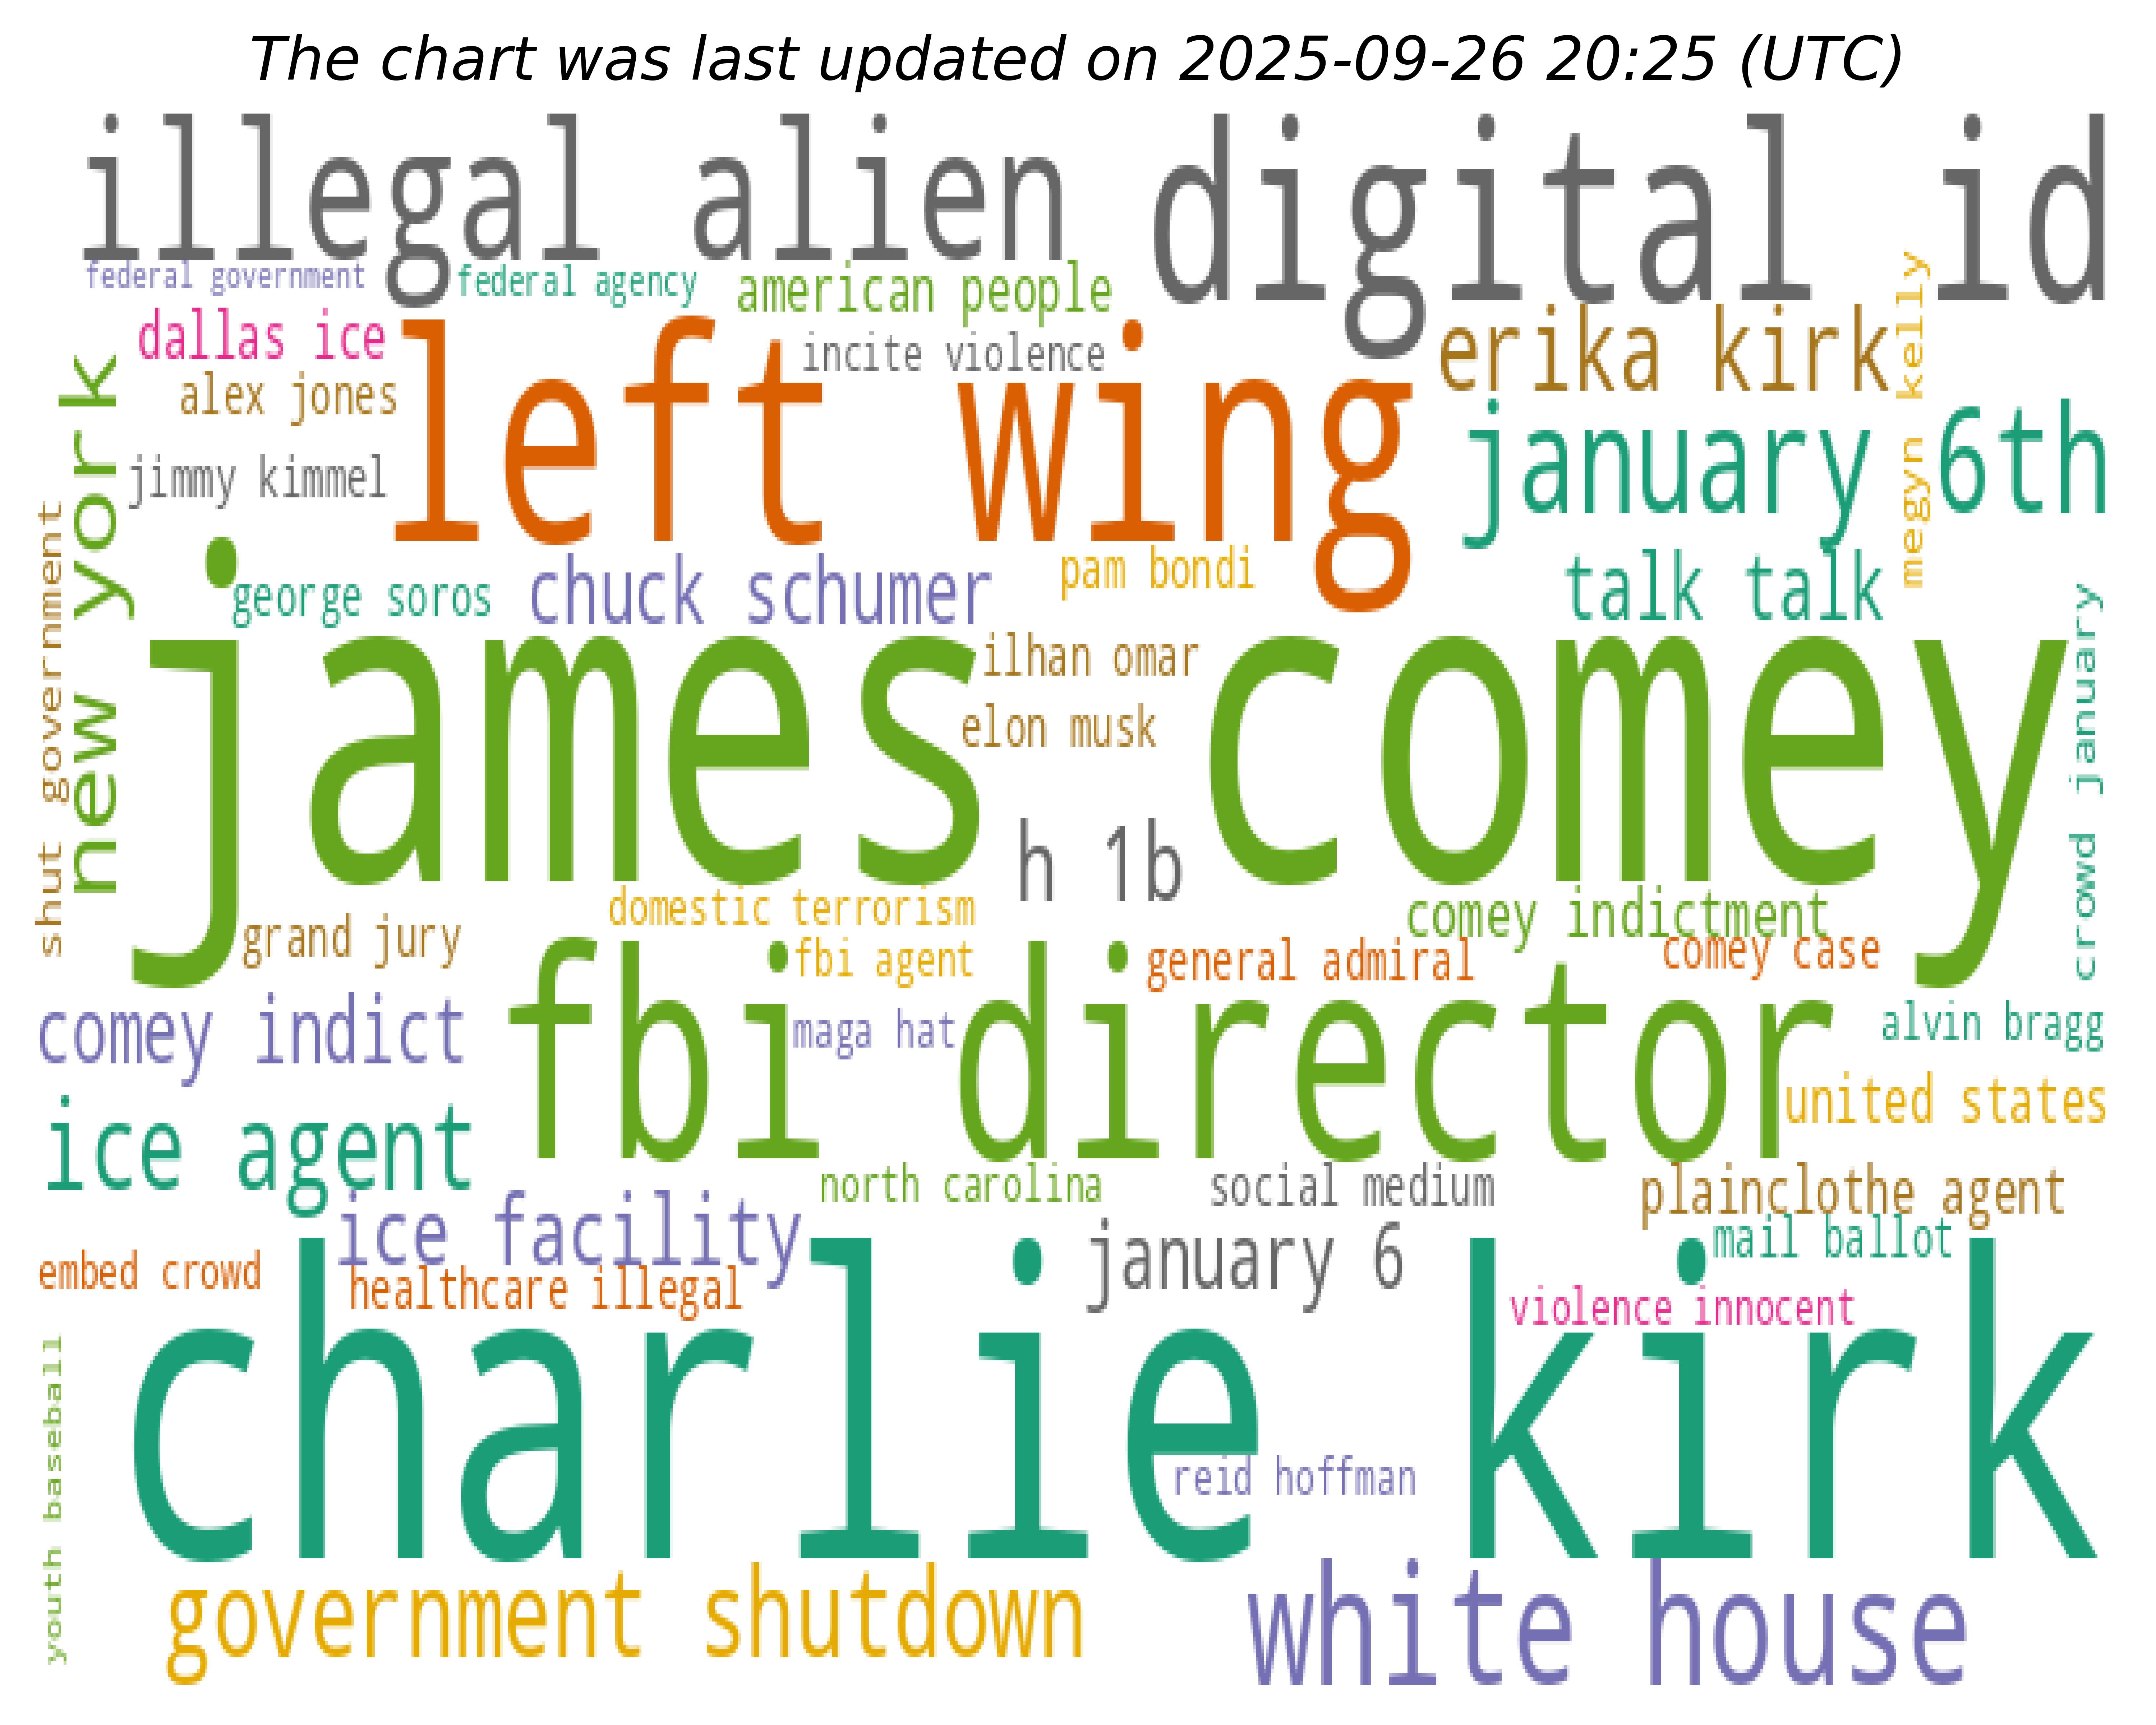 The chart was last updated on 2025-09-26 20:25 (UTC)
illegal alien
digital id
federal government
federal agency
american people
dallas ice
left wing
incite violence
erika kirk
megyn kelly
alex jones
january 6th
new york
jimmy kimmel
shut government
george soros
chuck schumer
pam bondi
talk talk
james comey
ilhan omar
elon musk
crowd january
h 1b
domestic terrorism
comey indictment
grand jury
fbi agent
general admiral
comey case
fbi director
comey indict
maga hat
alvin bragg
united states
ice agent
north carolina
social medium
plainclothe agent
ice facility
mail ballot
january 6
embed crowd
healthcare illegal
violence innocent
charlie kirk
youth baseball
reid hoffman
government shutdown
white house